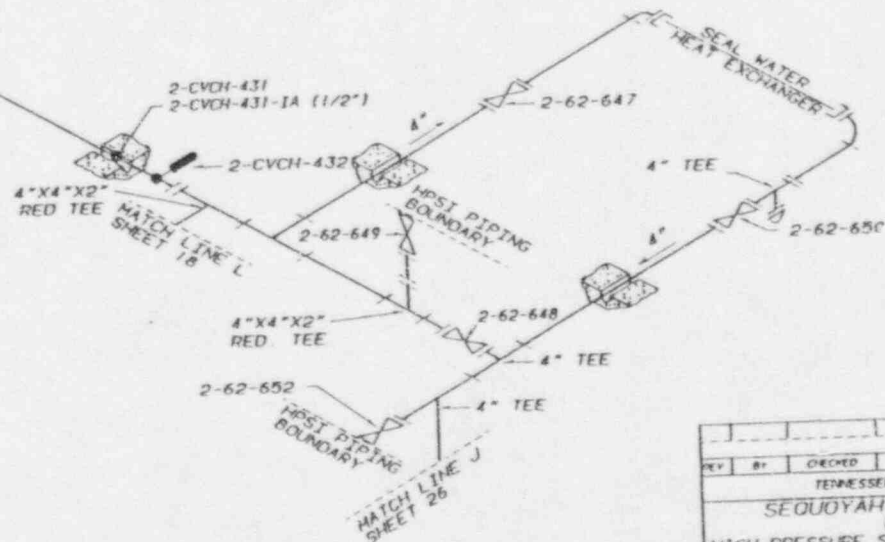 SEAL WATER
HEAT EXCHANGER
2-CVCH-431
2-CVCH-431-IA (1/2")
2-62-647
4"
2-CVCH-432
4" TEE
4"X4"X2"
RED TEE
MATCH LINE L
SHEET 18
HPSI PIPING
BOUNDARY
2-62-649
4"
2-62-650
4"X4"X2"
RED TEE
2-62-648
4" TEE
2-62-652
4" TEE
HPSI PIPING
BOUNDARY
MATCH LINE J
SHEET 26
REV BY CHECKED
SEQUOYAH
PRESSURE